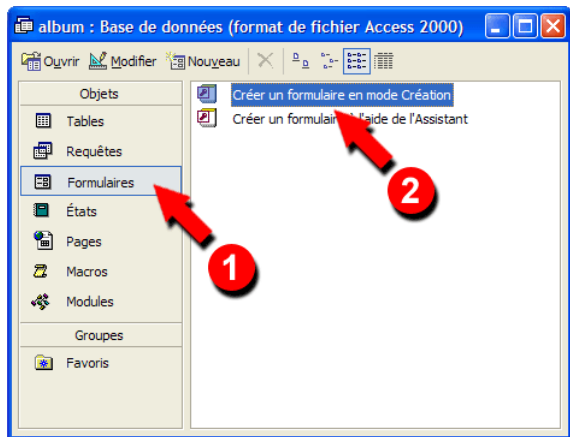 album : Base de données (format de fichier Access 2000)
Ouvrir Modifier Nouveau
Objets
Tables
Requêtes
Formulaires
États
Pages
Macros
Modules
Groupes
Favoris
Créer un formulaire en mode Création
Créer un formulaire à l'aide de l'Assistant
1
2